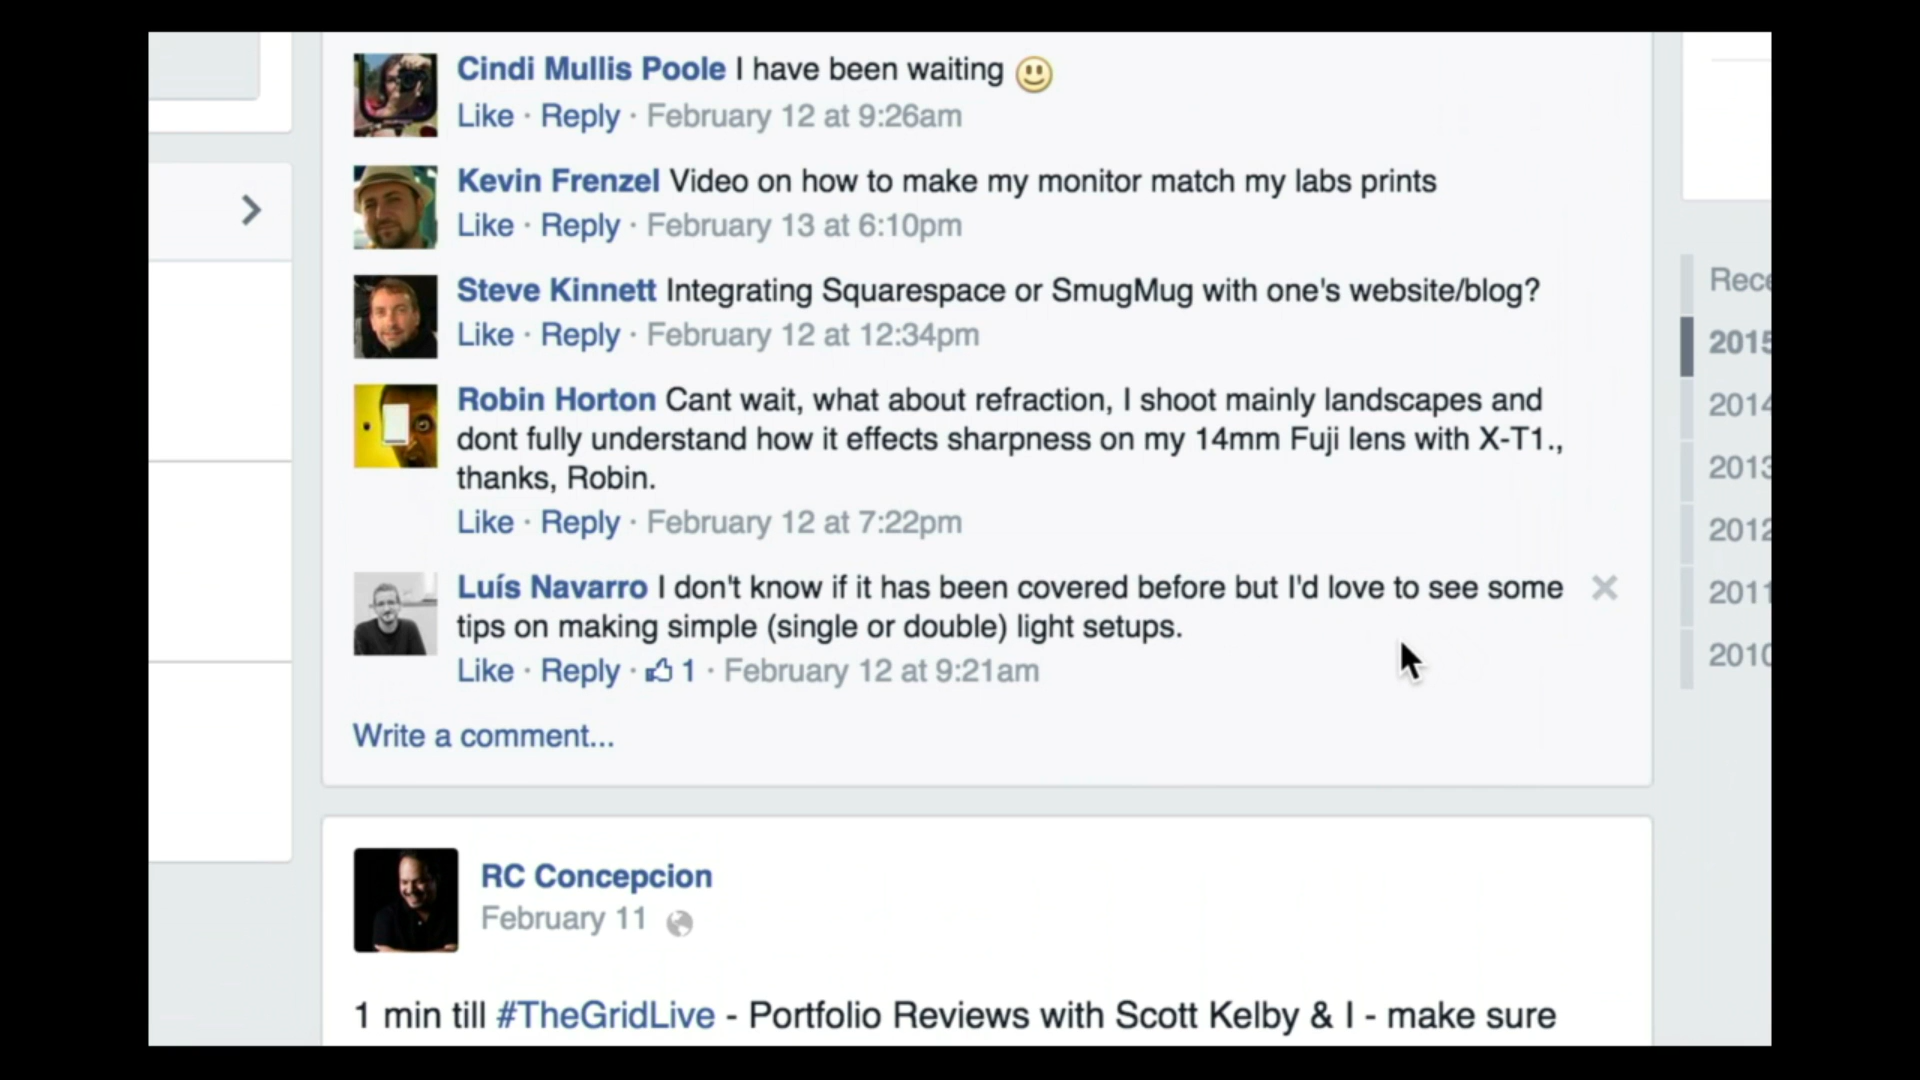 Cindi Mullis Poole I have been waiting
Like · Reply · February 12 at 9:26am
Kevin Frenzel Video on how to make my monitor match my labs prints
Like · Reply · February 13 at 6:10pm
Steve Kinnett Integrating Squarespace or SmugMug with one's website/blog?
Like · Reply · February 12 at 12:34pm
Robin Horton Cant wait, what about refraction, I shoot mainly landscapes and
dont fully understand how it effects sharpness on my 14mm Fuji lens with X-T1.,
thanks, Robin.
Like · Reply · February 12 at 7:22pm
Luís Navarro I don't know if it has been covered before but I'd love to see some
tips on making simple (single or double) light setups.
Like · Reply · 1 · February 12 at 9:21am
Write a comment...
RC Concepcion
February 11
1 min till #TheGridLive - Portfolio Reviews with Scott Kelby & I - make sure
Rece
2015
2014
2013
2012
2011
2010